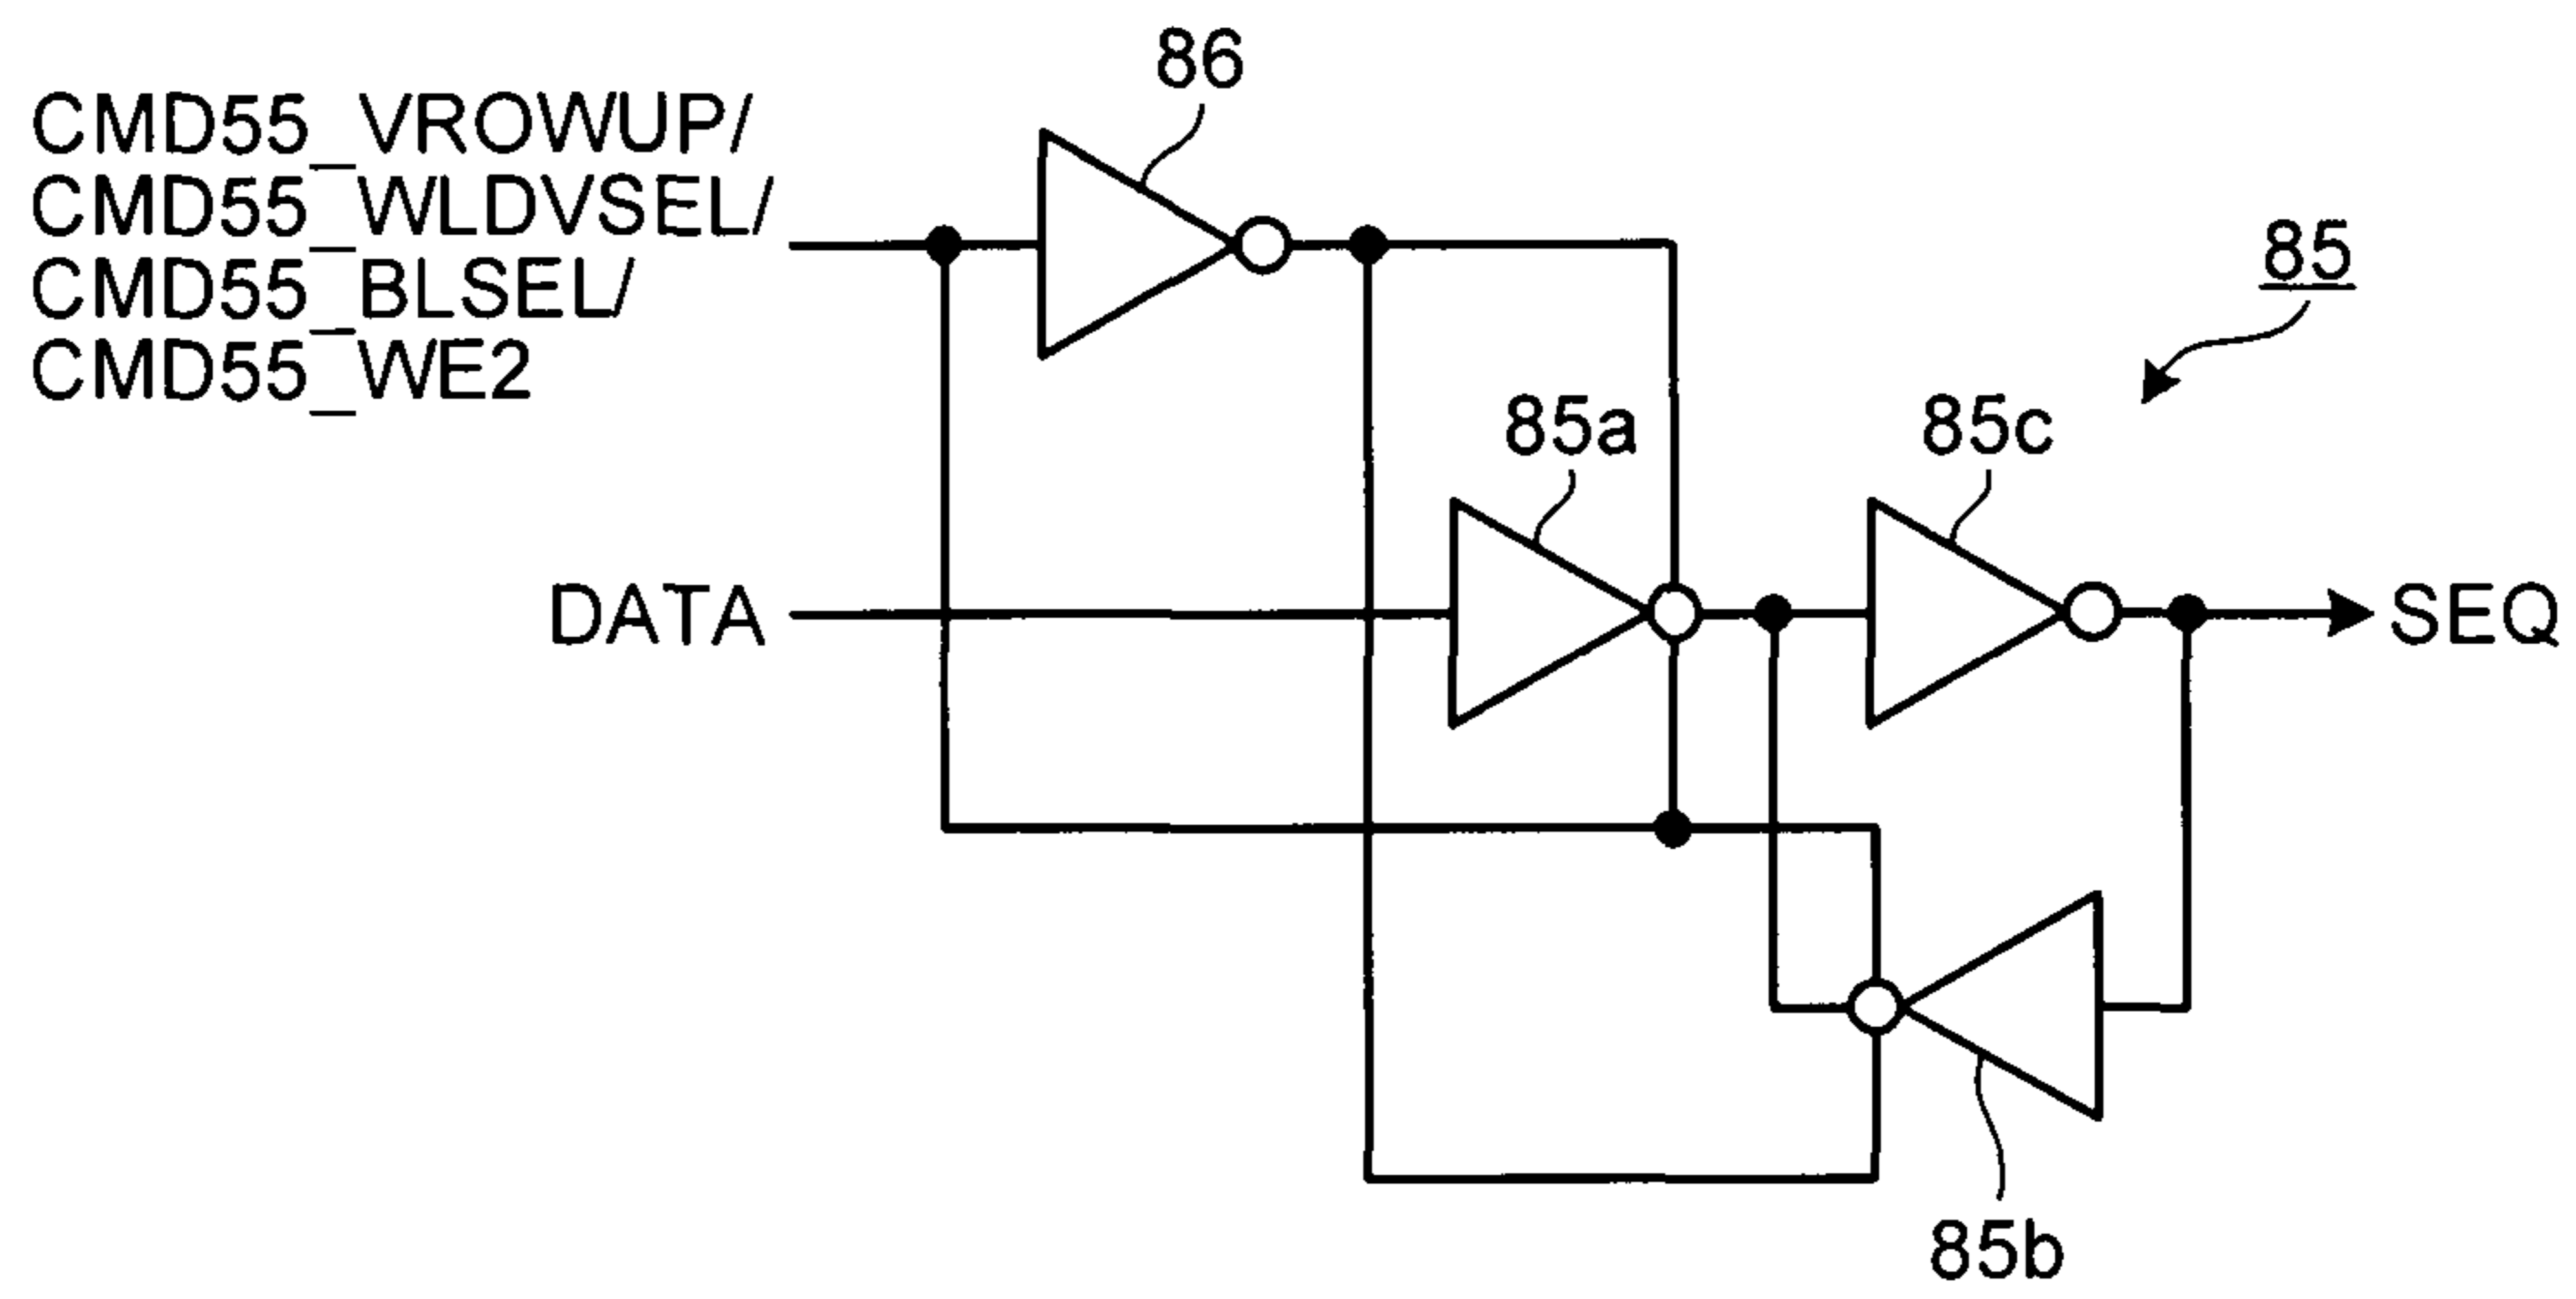 86
CMD55_VROWUP/
CMD55_WLDVSEL/
CMD55_BLSEL/
CMD55_WE2
85
85a
85c
DATA
SEQ
85b